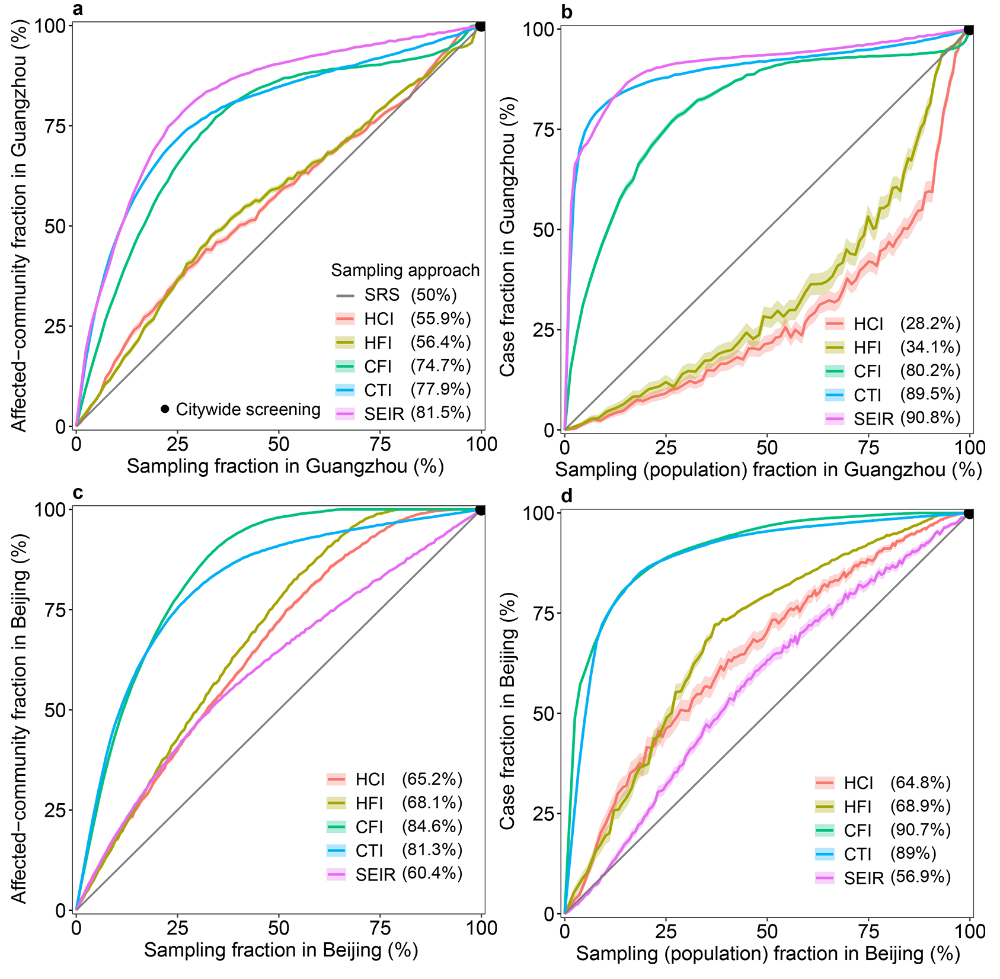 a
Affected−community fraction in Guangzhou (%)
100
75
50
25
0
0 25 50 75 100
Sampling fraction in Guangzhou (%)
Sampling approach
SRS (50%)
HCI (55.9%)
HFI (56.4%)
CFI (74.7%)
CTI (77.9%)
SEIR (81.5%)
Citywide screening
b
Case fraction in Guangzhou (%)
100
75
50
25
0
0 25 50 75 100
Sampling (population) fraction in Guangzhou (%)
HCI (28.2%)
HFI (34.1%)
CFI (80.2%)
CTI (89.5%)
SEIR (90.8%)
c
Affected−community fraction in Beijing (%)
100
75
50
25
0
0 25 50 75 100
Sampling fraction in Beijing (%)
HCI (65.2%)
HFI (68.1%)
CFI (84.6%)
CTI (81.3%)
SEIR (60.4%)
d
Case fraction in Beijing (%)
100
75
50
25
0
0 25 50 75 100
Sampling (population) fraction in Beijing (%)
HCI (64.8%)
HFI (68.9%)
CFI (90.7%)
CTI (89%)
SEIR (56.9%)